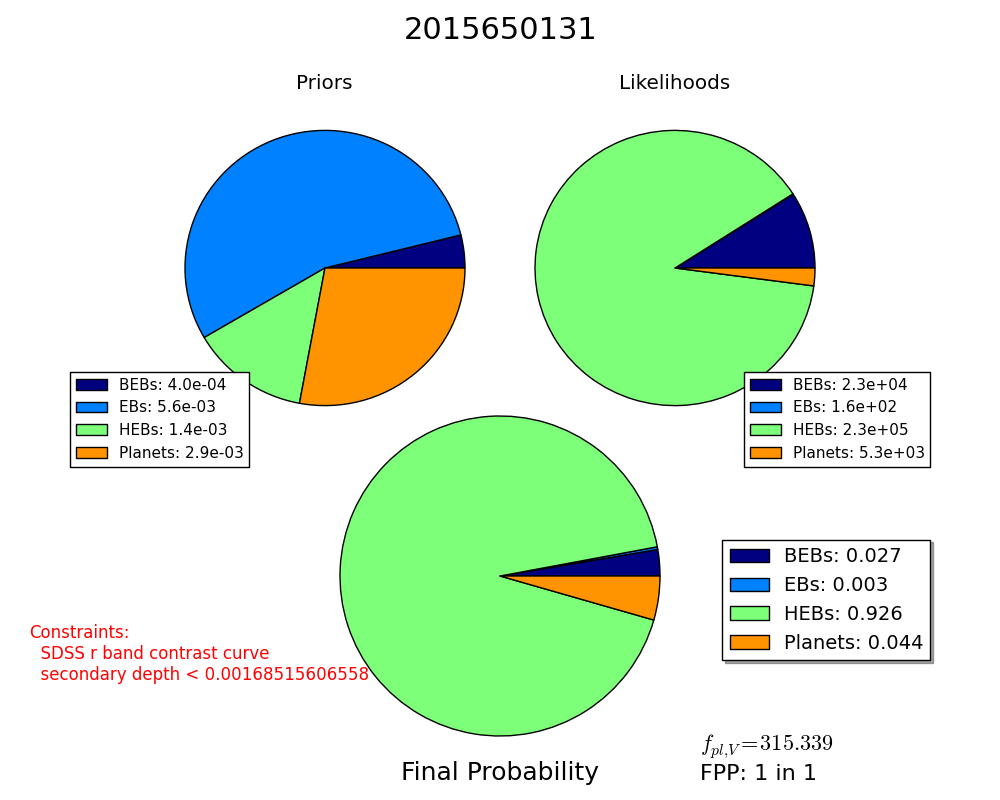 2015650131
Priors
Likelihoods
BEBs: 4.0e-04
EBs: 5.6e-03
HEBs: 1.4e-03
Planets: 2.9e-03
BEBs: 2.3e+04
EBs: 1.6e+02
HEBs: 2.3e+05
Planets: 5.3e+03
BEBs: 0.027
EBs: 0.003
HEBs: 0.926
Planets: 0.044
Constraints:
SDSS r band contrast curve
secondary depth < 0.00168515606558
f_{pl,V}=315.339
Final Probability
FPP: 1 in 1